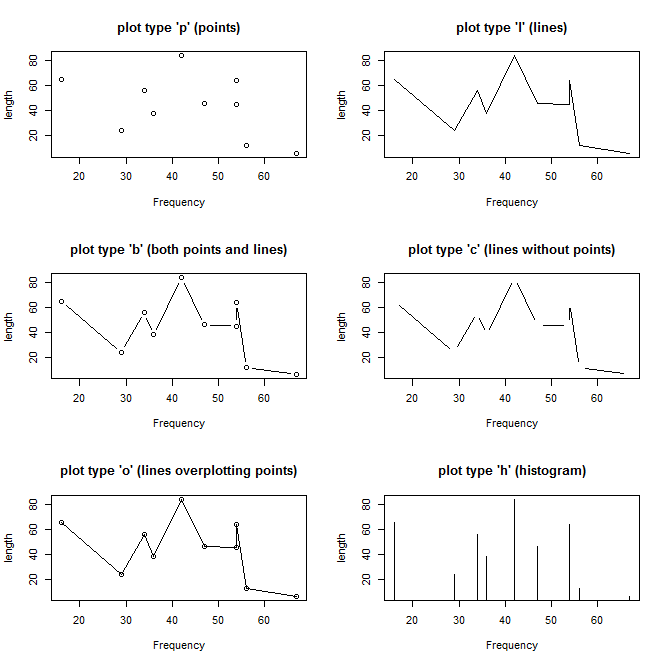 plot type 'p' (points)
length
20 40 60 80
20 30 40 50 60
Frequency
plot type 'l' (lines)
length
20 40 60 80
20 30 40 50 60
Frequency
plot type 'b' (both points and lines)
length
20 40 60 80
20 30 40 50 60
Frequency
plot type 'c' (lines without points)
length
20 40 60 80
20 30 40 50 60
Frequency
plot type 'o' (lines overplotting points)
length
20 40 60 80
20 30 40 50 60
Frequency
plot type 'h' (histogram)
length
20 40 60 80
20 30 40 50 60
Frequency